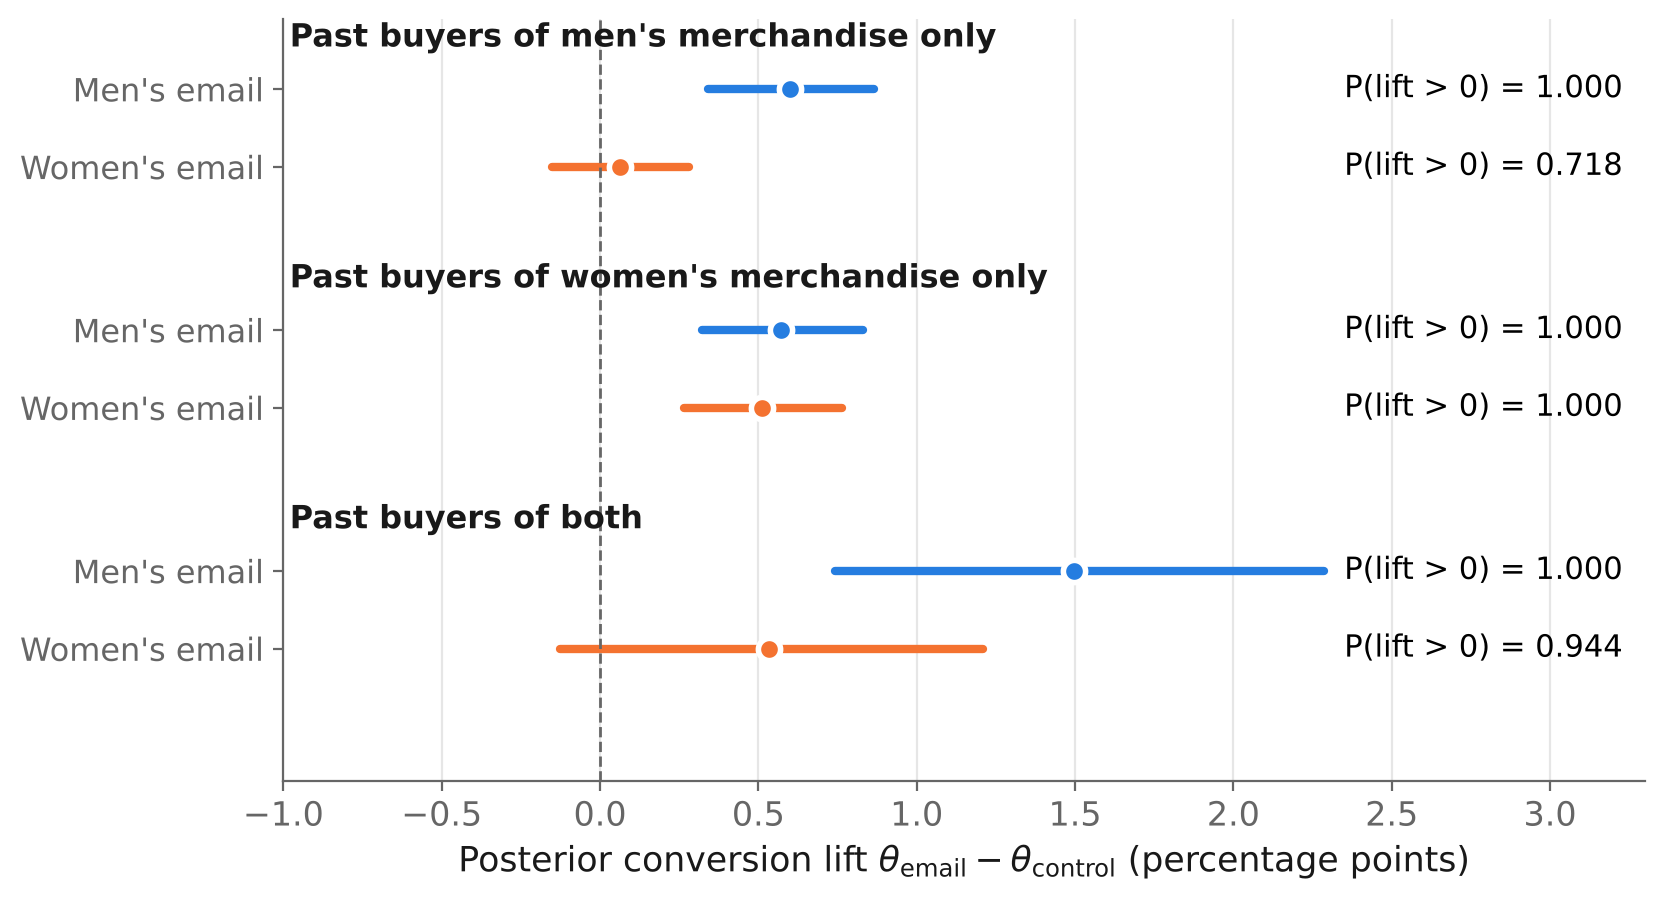 Past buyers of men's merchandise only
Men's email P(lift > 0) = 1.000
Women's email P(lift > 0) = 0.718
Past buyers of women's merchandise only
Men's email P(lift > 0) = 1.000
Women's email P(lift > 0) = 1.000
Past buyers of both
Men's email P(lift > 0) = 1.000
Women's email P(lift > 0) = 0.944
−1.0 −0.5 0.0 0.5 1.0 1.5 2.0 2.5 3.0
Posterior conversion lift θemail − θcontrol (percentage points)